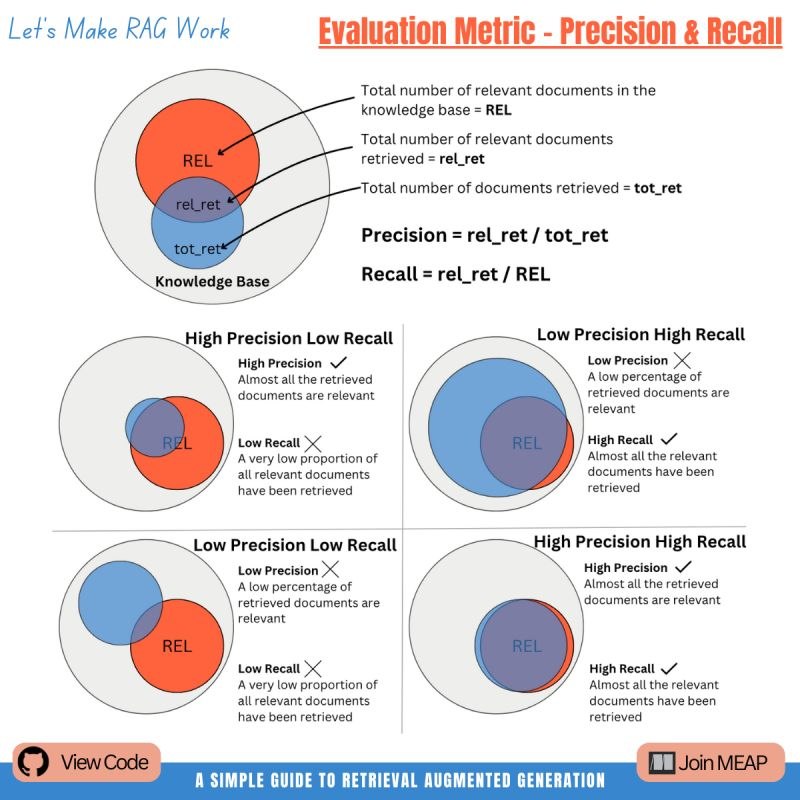 Let's Make RAG Work
Evaluation Metric - Precision & Recall
Total number of relevant documents in the
knowledge base = REL
Total number of relevant documents
retrieved = rel_ret
Total number of documents retrieved = tot_ret
REL
rel_ret
tot_ret
Knowledge Base
Precision = rel_ret / tot_ret
Recall = rel_ret / REL
High Precision Low Recall
High Precision
Almost all the retrieved
documents are relevant
REL
Low Recall
A very low proportion of
all relevant documents
have been retrieved
Low Precision High Recall
Low Precision
A low percentage of
retrieved documents are
relevant
REL
High Recall
Almost all the relevant
documents have been
retrieved
Low Precision Low Recall
Low Precision
A low percentage of
retrieved documents are
relevant
REL
Low Recall
A very low proportion of
all relevant documents
have been retrieved
High Precision High Recall
High Precision
Almost all the retrieved
documents are relevant
REL
High Recall
Almost all the relevant
documents have been
retrieved
View Code
Join MEAP
A SIMPLE GUIDE TO RETRIEVAL AUGMENTED GENERATION